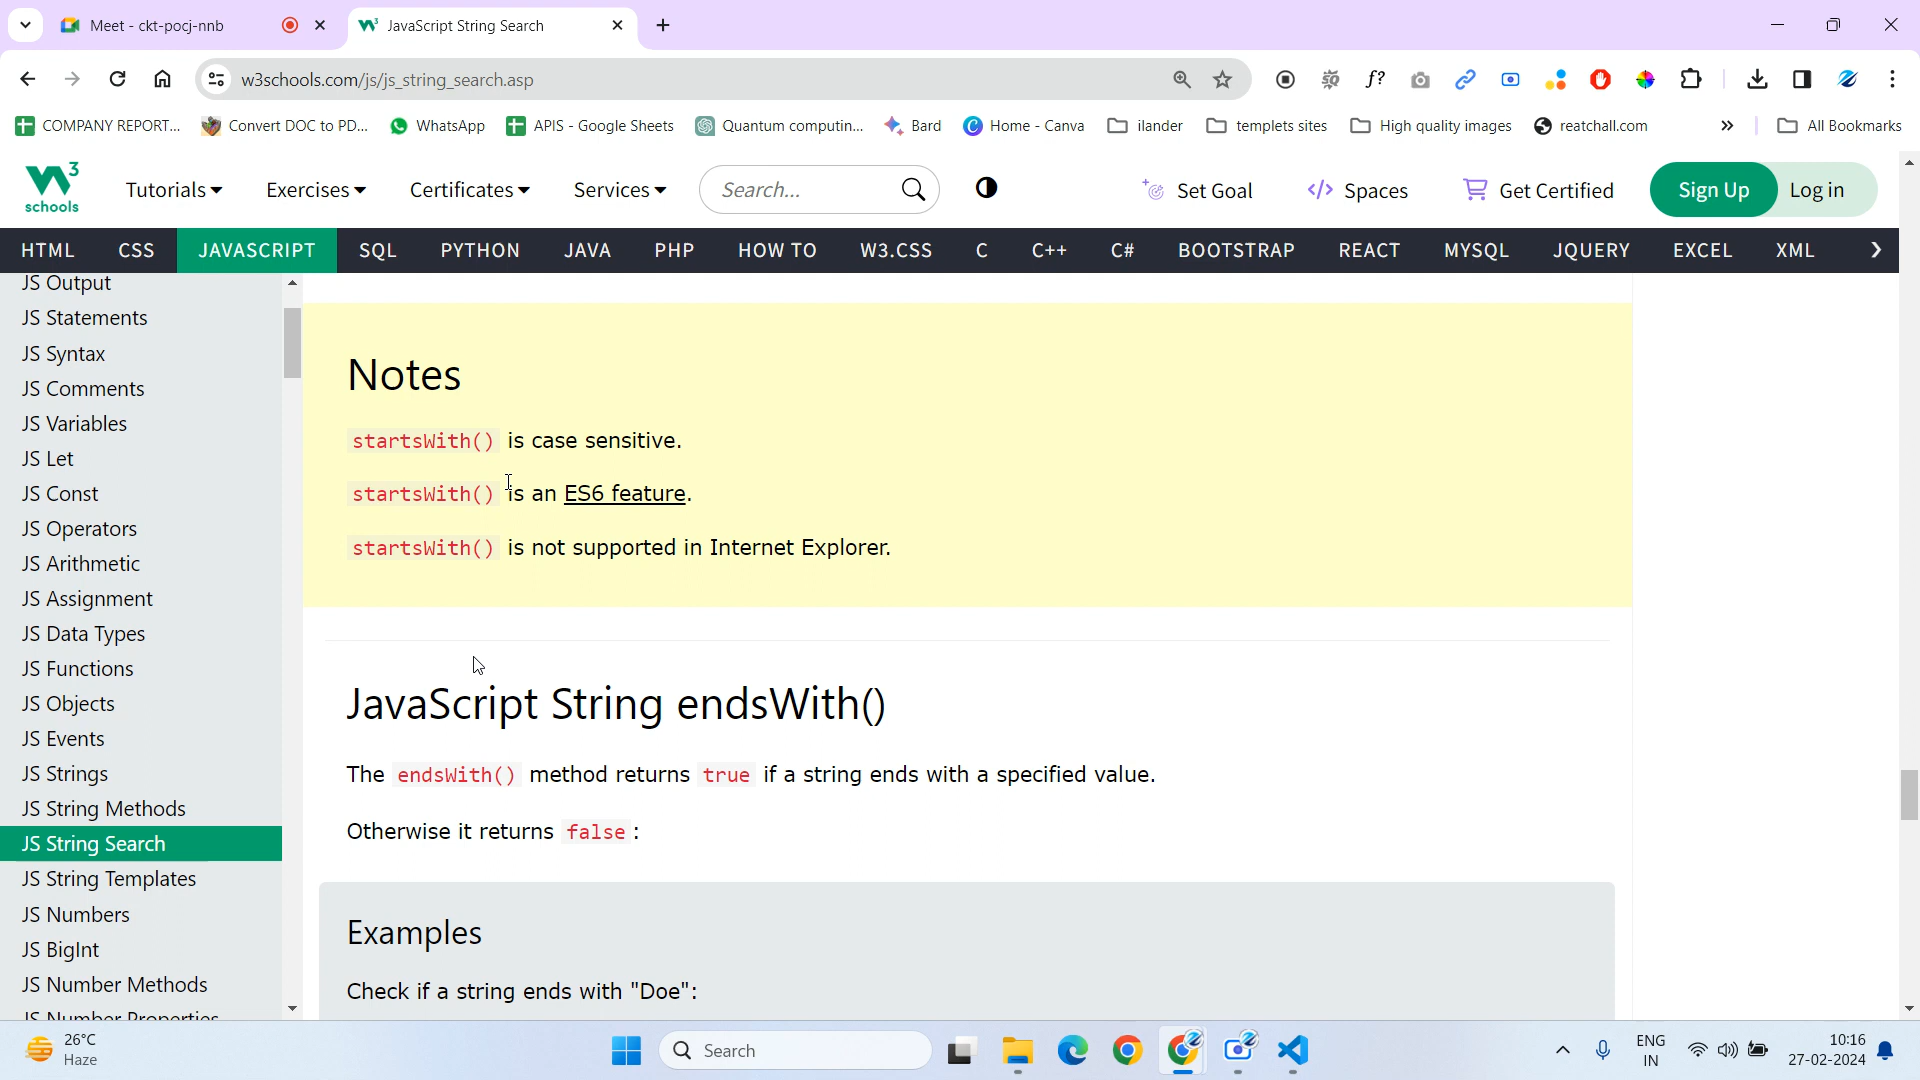 Meet - ckt-pocj-nnb
JavaScript String Search
w3schools.com/js/js_string_search.asp
COMPANY REPORT...
Convert DOC to PD...
WhatsApp
APIS - Google Sheets
Quantum computin...
Bard
Home - Canva
ilander
templets sites
High quality images
reatchall.com
All Bookmarks
W3 schools
Tutorials
Exercises
Certificates
Services
Search...
Set Goal
Spaces
Get Certified
Sign Up
Log in
HTML CSS JAVASCRIPT SQL PYTHON JAVA PHP HOW TO W3.CSS C C++ C# BOOTSTRAP REACT MYSQL JQUERY EXCEL XML
JS Output
JS Statements
JS Syntax
JS Comments
JS Variables
JS Let
JS Const
JS Operators
JS Arithmetic
JS Assignment
JS Data Types
JS Functions
JS Objects
JS Events
JS Strings
JS String Methods
JS String Search
JS String Templates
JS Numbers
JS BigInt
JS Number Methods
JS Number Properties
Notes
startsWith() is case sensitive.
startsWith() is an ES6 feature.
startsWith() is not supported in Internet Explorer.
JavaScript String endsWith()
The endsWith() method returns true if a string ends with a specified value.
Otherwise it returns false:
Examples
Check if a string ends with "Doe":
26°C
Haze
Search
ENG
IN
10:16
27-02-2024